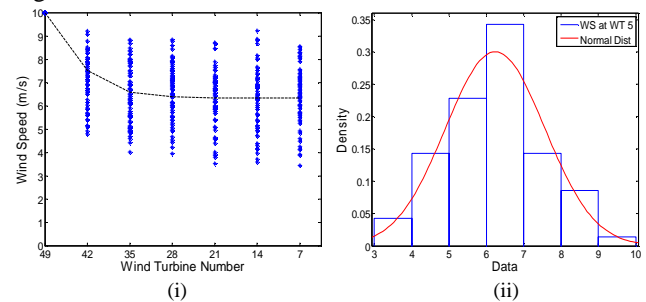 10
9
8
7
6
5
4
3
2
1
0
Wind Speed (m/s)
49 42 35 28 21 14 7
Wind Turbine Number
(i)
WS at WT 5
Normal Dist
0.35
0.3
0.25
0.2
0.15
0.1
0.05
0
Density
3 4 5 6 7 8 9 10
Data
(ii)